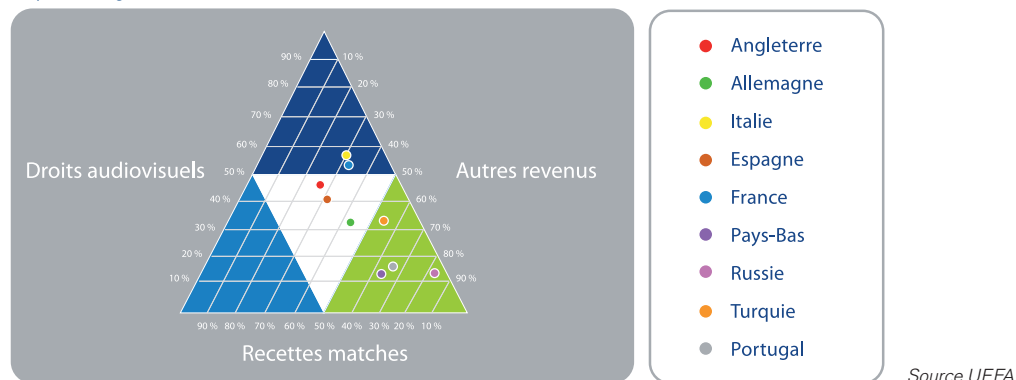 90 % 10 %
80 % 20 %
70 % 30 %
60 % 40 %
Droits audiovisuels 50 % 50 % Autres revenus
40 % 60 %
30 % 70 %
20 % 80 %
10 % 90 %
90 % 80 % 70 % 60 % 50 % 40 % 30 % 20 % 10 %
Recettes matches
Angleterre
Allemagne
Italie
Espagne
France
Pays-Bas
Russie
Turquie
Portugal
Source UEFA